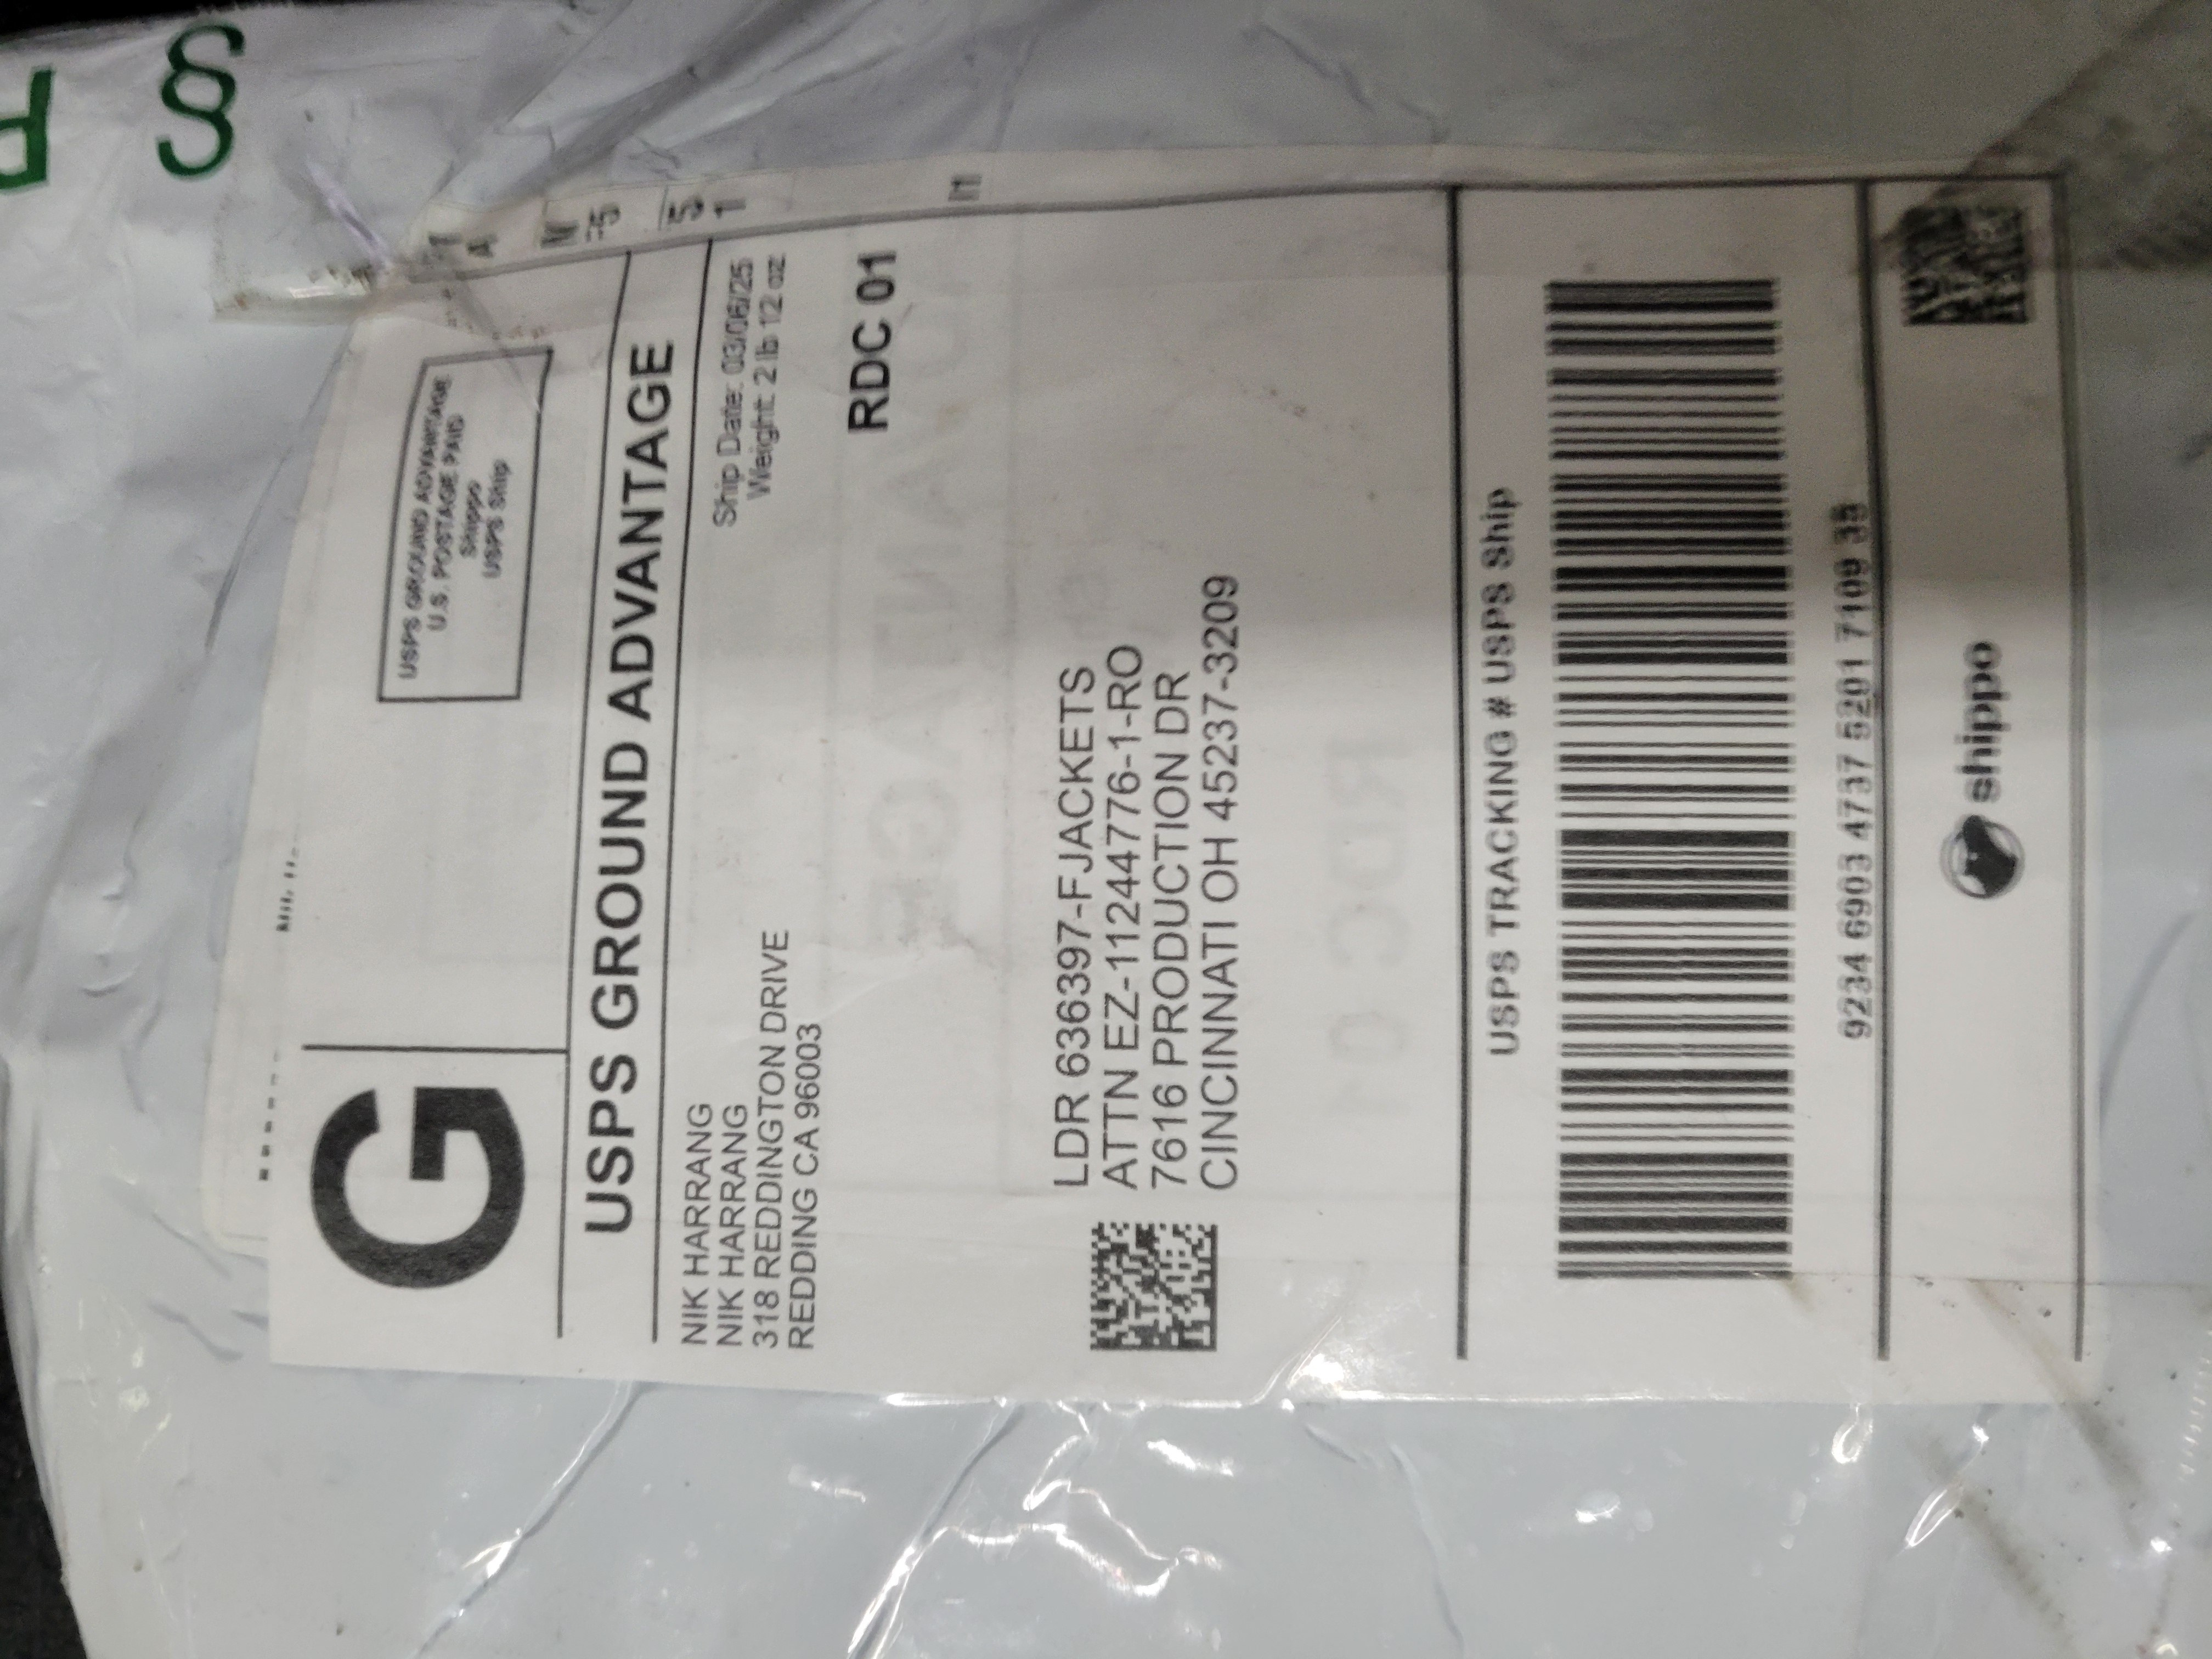 G
USPS GROUND ADVANTAGE
U.S. POSTAGE PAID
Shippo
USPS Ship
USPS GROUND ADVANTAGE
NIK HARRANG
NIK HARRANG
318 REDDINGTON DRIVE
REDDING CA 96003
Ship Date: 03/06/25
Weight: 2 lb 12 oz
RDC 01
LDR 636397-FJACKETS
ATTN EZ-11244776-1-RO
7616 PRODUCTION DR
CINCINNATI OH 45237-3209
USPS TRACKING # USPS Ship
9234 6903 4737 5201 7109 35
shippo